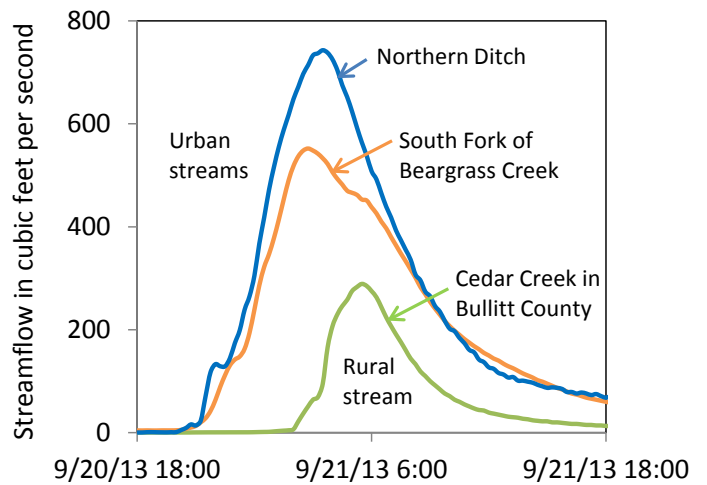 Streamflow in cubic feet per second
800
600
400
200
0
Northern Ditch
Urban
streams
South Fork of
Beargrass Creek
Cedar Creek in
Bullitt County
Rural
stream
9/20/13 18:00
9/21/13 6:00
9/21/13 18:00